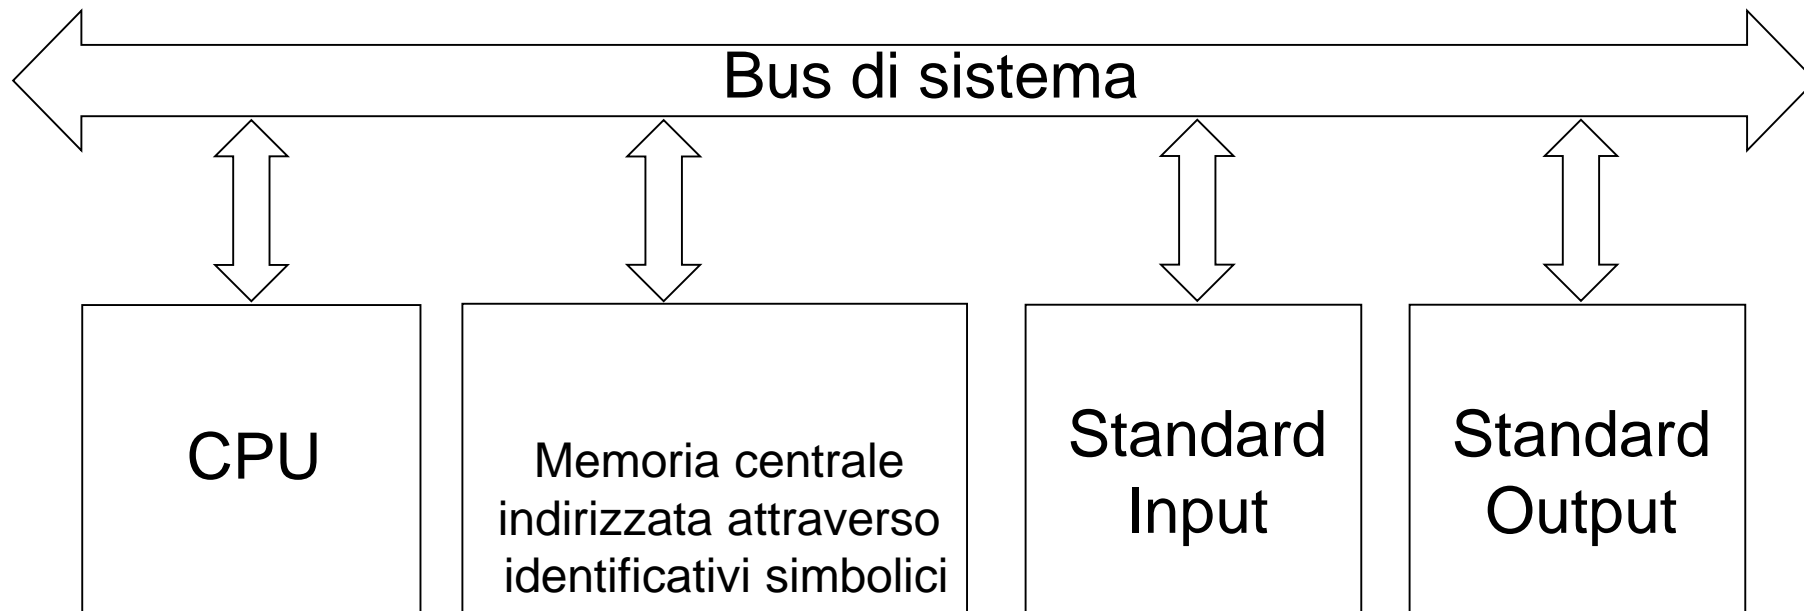 Bus di sistema
CPU
Memoria centrale
indirizzata attraverso
identificativi simbolici
Standard
Input
Standard
Output